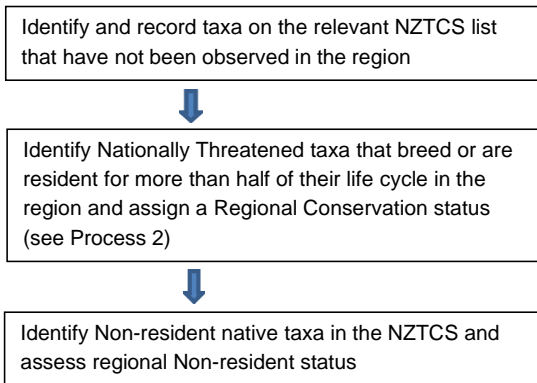 Identify and record taxa on the relevant NZTCS list
that have not been observed in the region
Identify Nationally Threatened taxa that breed or are
resident for more than half of their life cycle in the
region and assign a Regional Conservation status
(see Process 2)
Identify Non-resident native taxa in the NZTCS and
assess regional Non-resident status